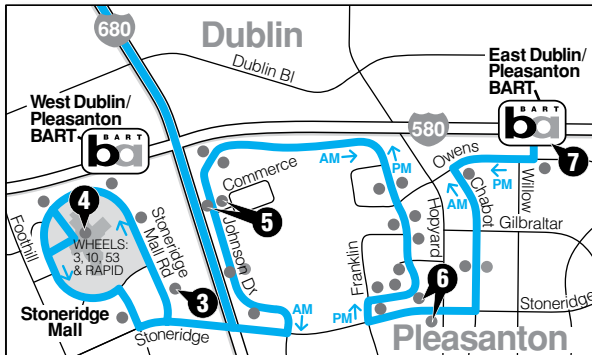 680
Dublin
Dublin Bl
East Dublin/
Pleasanton
BART
West Dublin/
Pleasanton
BART
BART
ba
BART
ba
580
7
AM
PM
Owens
PM
Commerce
Chabot
AM
Willow
4
5
Hopyard
Gilbraltar
Foothill
WHEELS:
3, 10, 53
& RAPID
Stoneridge
Mall Rd
Johnson Dr
Franklin
6
3
AM
PM
Stoneridge
Stoneridge
Mall
Stoneridge
Pleasanton